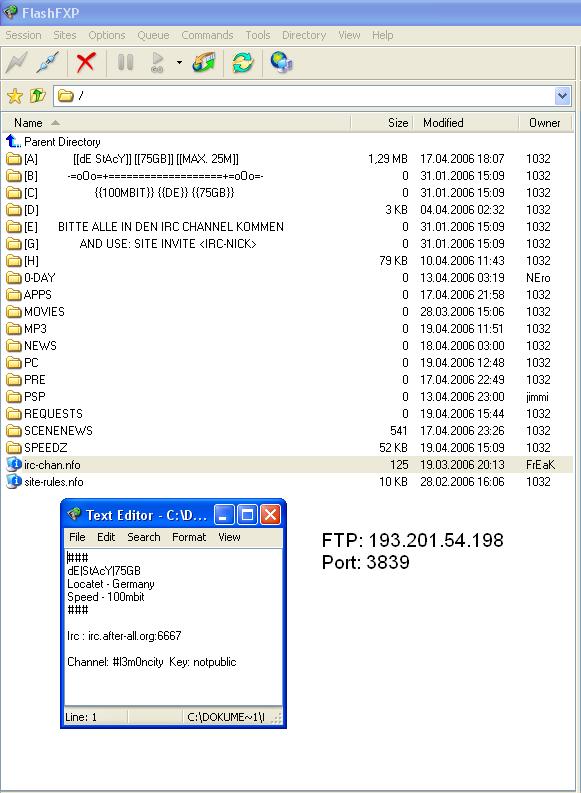 FlashFXP
Session Sites Options Queue Commands Transfer Tools Directory View Help
GO
/
Name Size Modified Owner
Parent Directory
[A] [[dE StAcY]] [[75GB]] [[MAX. 25M]] 1,29 MB 17.04.2006 18:07 1032
[B] -=oOo=+===================+=oOo=- 0 31.01.2006 15:09 1032
[C] {{100MBIT}} {{DE}} {{75GB}} 0 31.01.2006 15:09 1032
[D] 3 KB 04.04.2006 02:32 1032
[E] BITTE ALLE IN DEN IRC CHANNEL KOMMEN 0 31.01.2006 15:09 1032
[G] AND USE: SITE INVITE <IRC-NICK> 0 31.01.2006 15:09 1032
[H] 79 KB 10.04.2006 11:43 1032
0-DAY 0 13.04.2006 03:19 NEro
APPS 0 17.04.2006 21:58 1032
MOVIES 0 28.03.2006 15:06 1032
MP3 0 19.04.2006 11:51 1032
NEWS 0 18.04.2006 03:00 1032
PC 0 19.04.2006 12:48 1032
PRE 0 17.04.2006 22:49 1032
PSP 0 13.04.2006 23:00 jimmi
REQUESTS 0 19.04.2006 15:44 1032
SCENENEWS 541 17.04.2006 23:26 1032
SPEEDZ 52 KB 19.04.2006 15:09 1032
irc-chan.nfo 125 19.03.2006 20:13 FrEaK
site-rules.nfo 10 KB 28.02.2006 16:06 1032
Text Editor - C:\D...
File Edit Search Format View
###
dE|StAcY|75GB
Locatet - Germany
Speed - 100mbit
###
Irc : irc.after-all.org:6667
Channel: #l3m0ncity Key: notpublic
Line: 1 C:\DOKUME~1\I
FTP: 193.201.54.198
Port: 3839